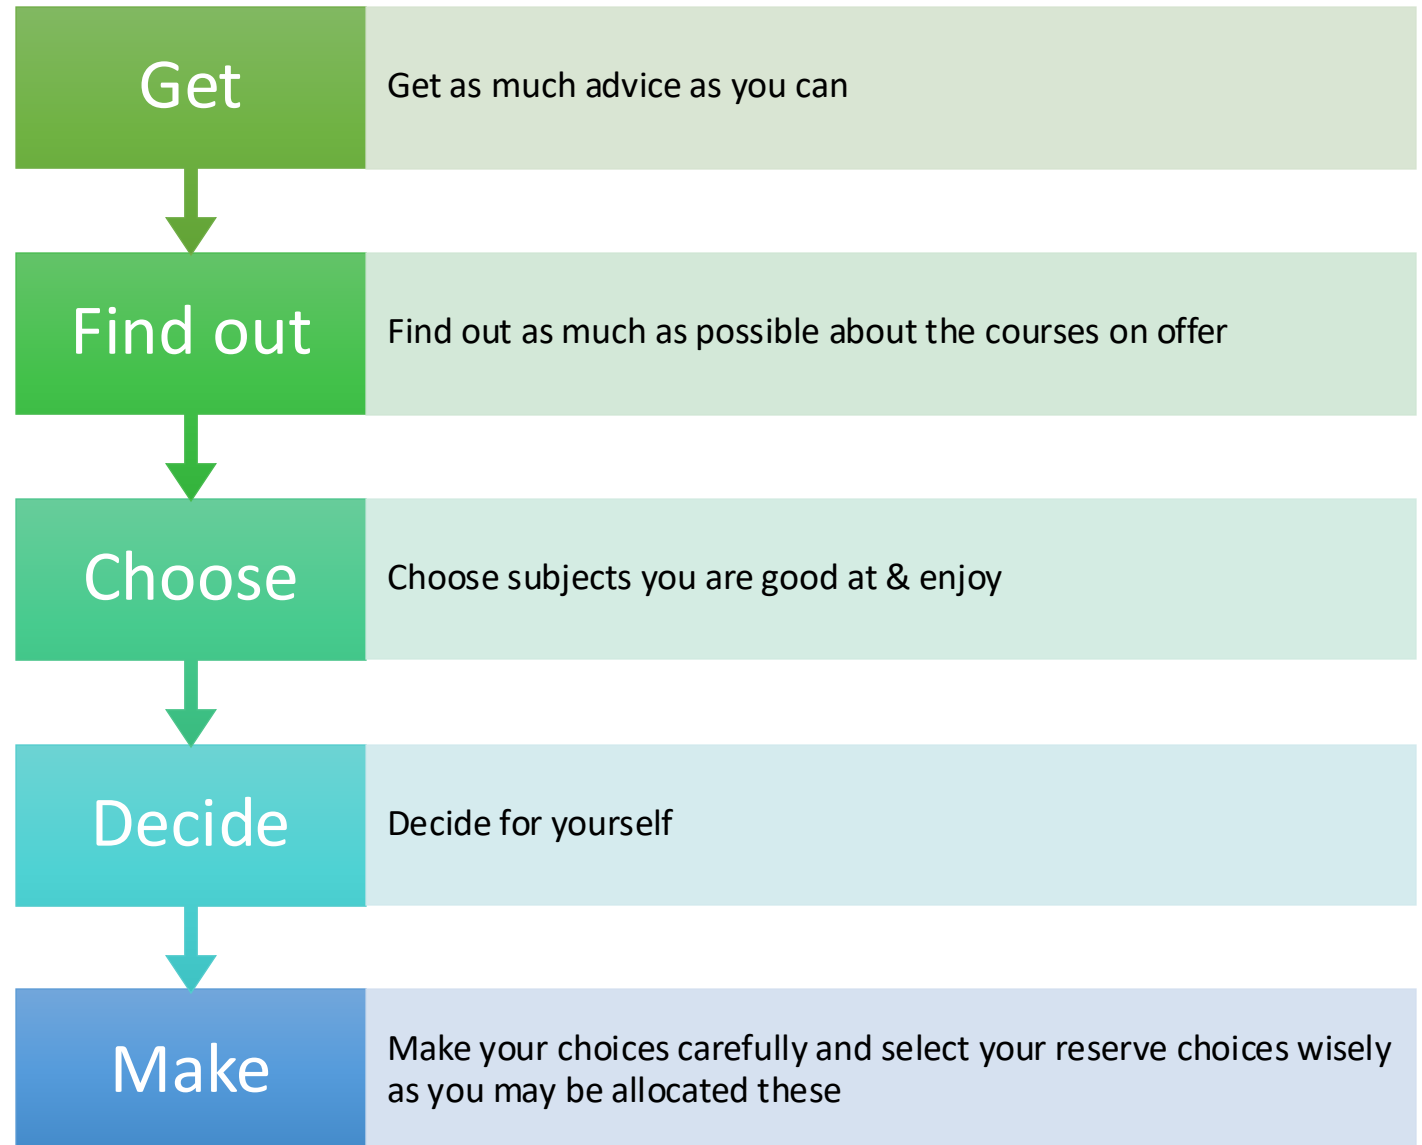 Get
Get as much advice as you can
Find out
Find out as much as possible about the courses on offer
Choose
Choose subjects you are good at & enjoy
Decide
Decide for yourself
Make
Make your choices carefully and select your reserve choices wisely
as you may be allocated these